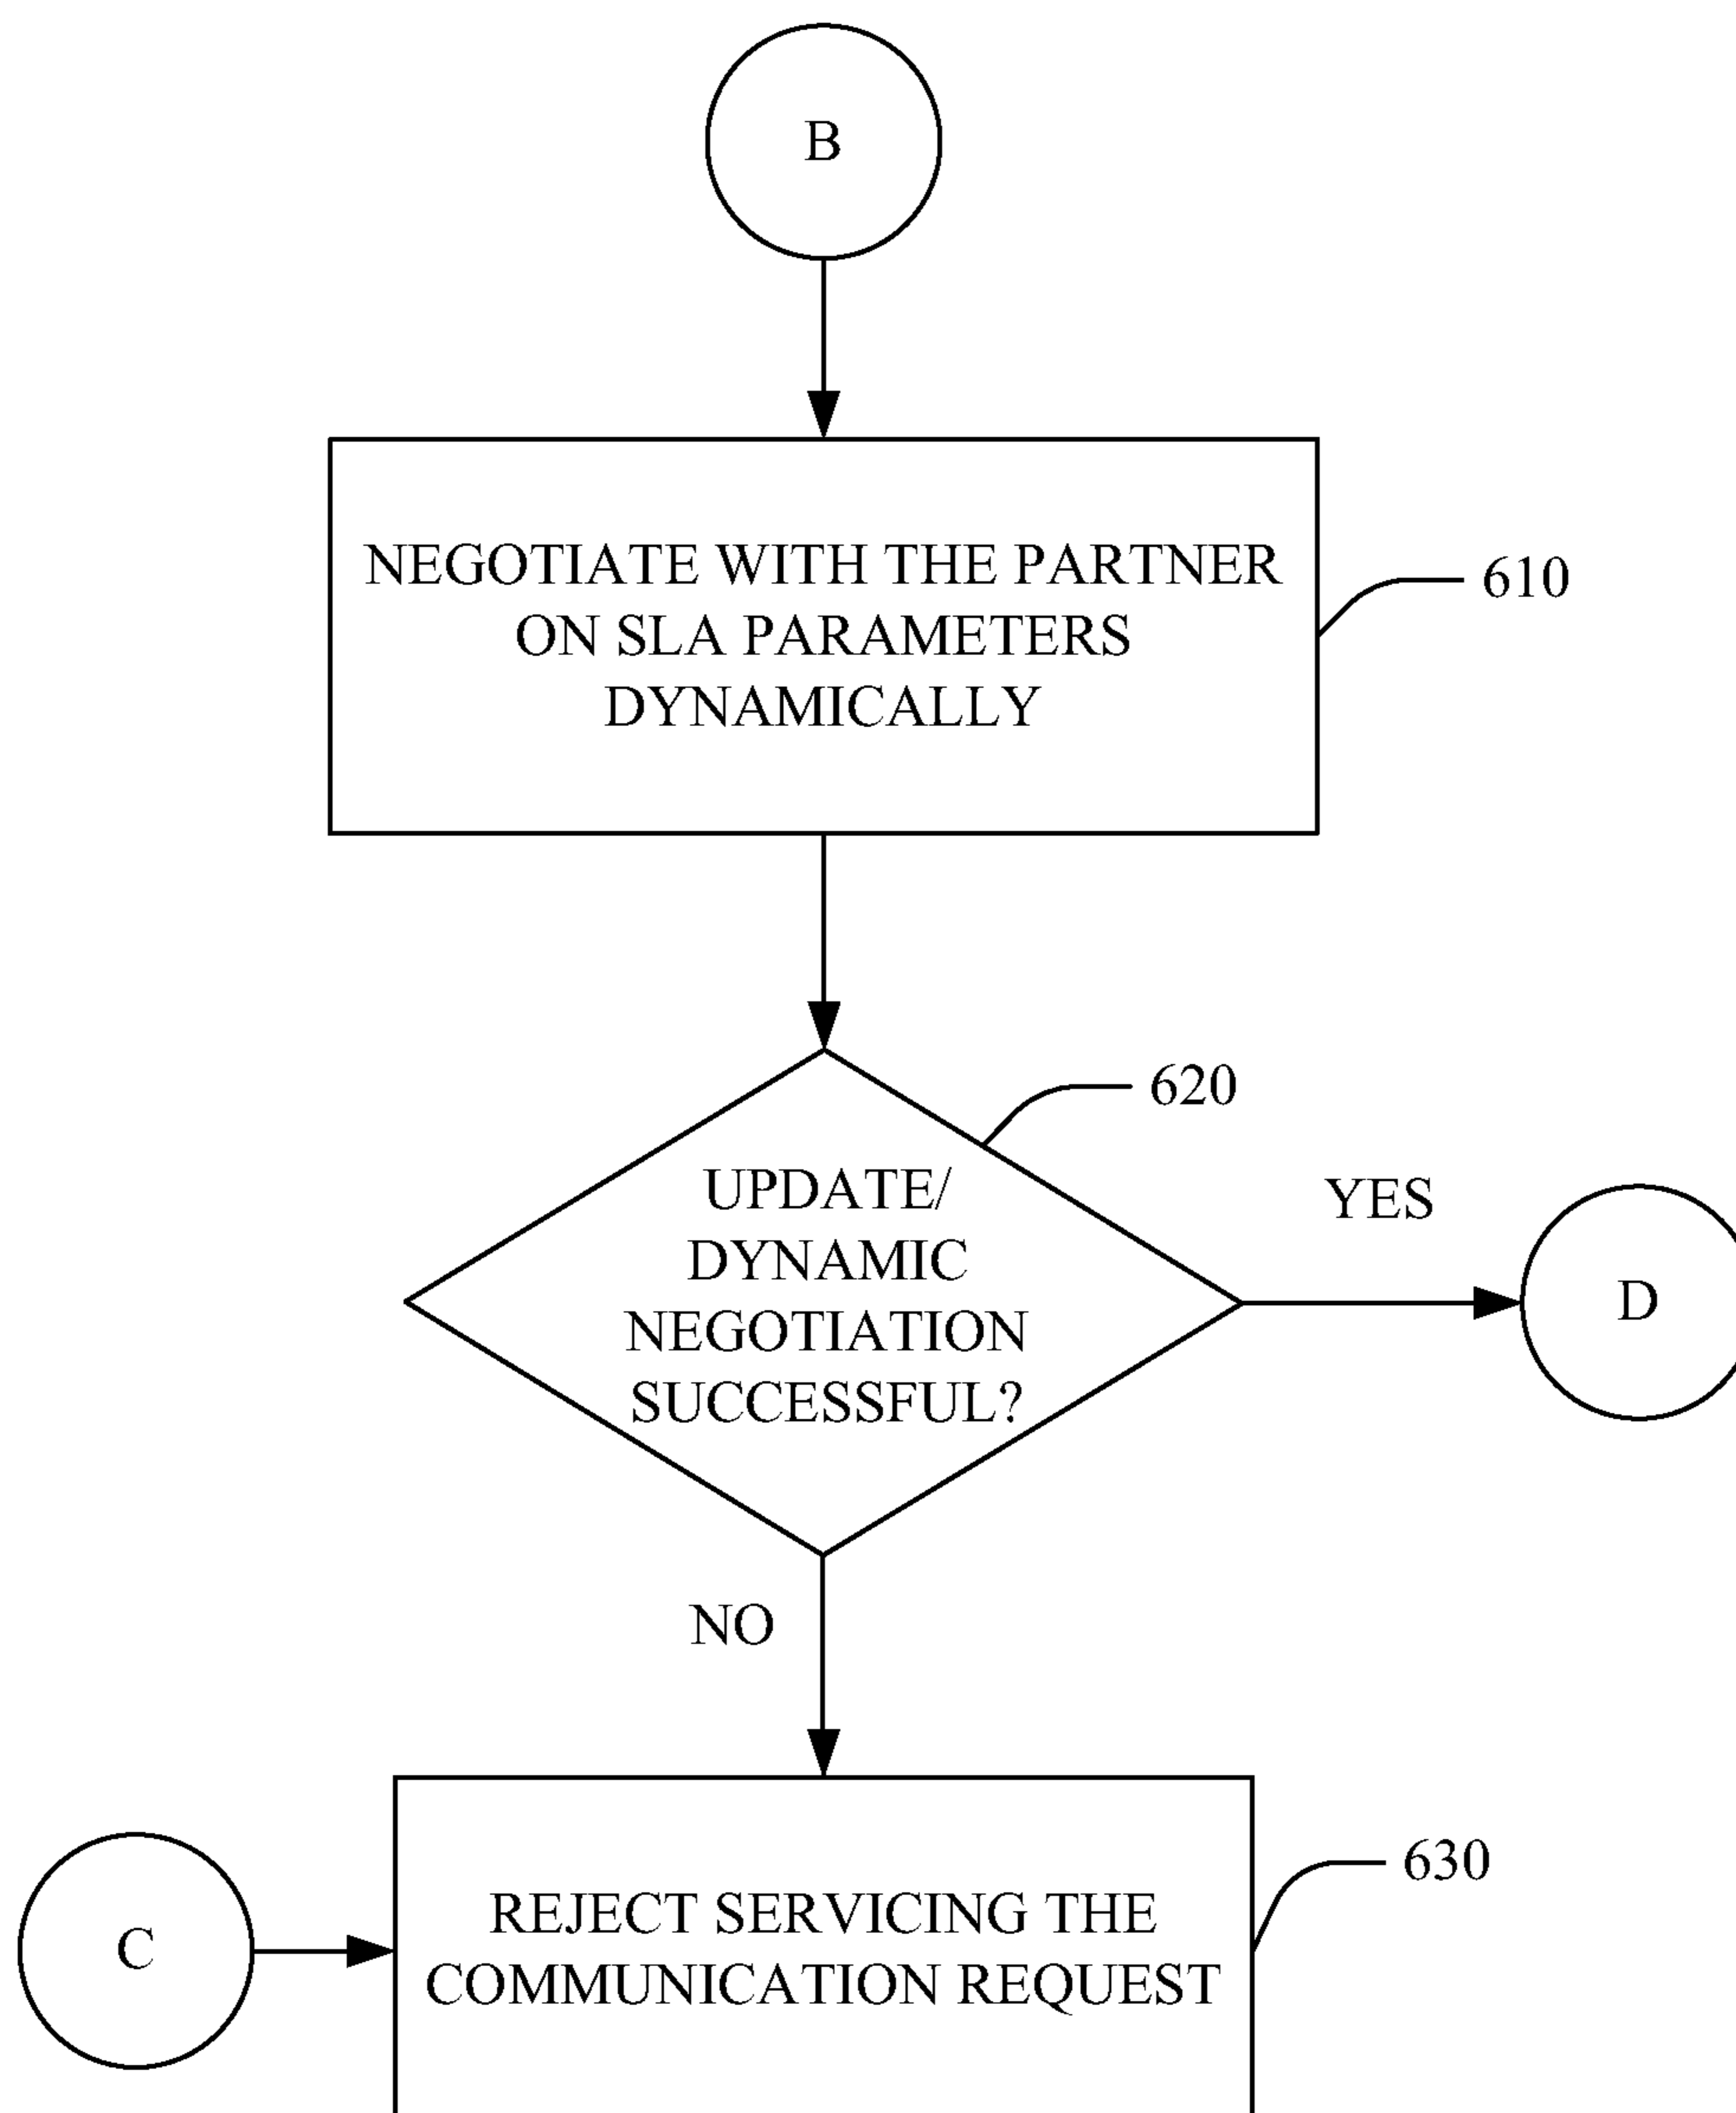 B
NEGOTIATE WITH THE PARTNER
ON SLA PARAMETERS
DYNAMICALLY
610
620
UPDATE/
DYNAMIC
NEGOTIATION
SUCCESSFUL?
YES
D
NO
630
C
REJECT SERVICING THE
COMMUNICATION REQUEST